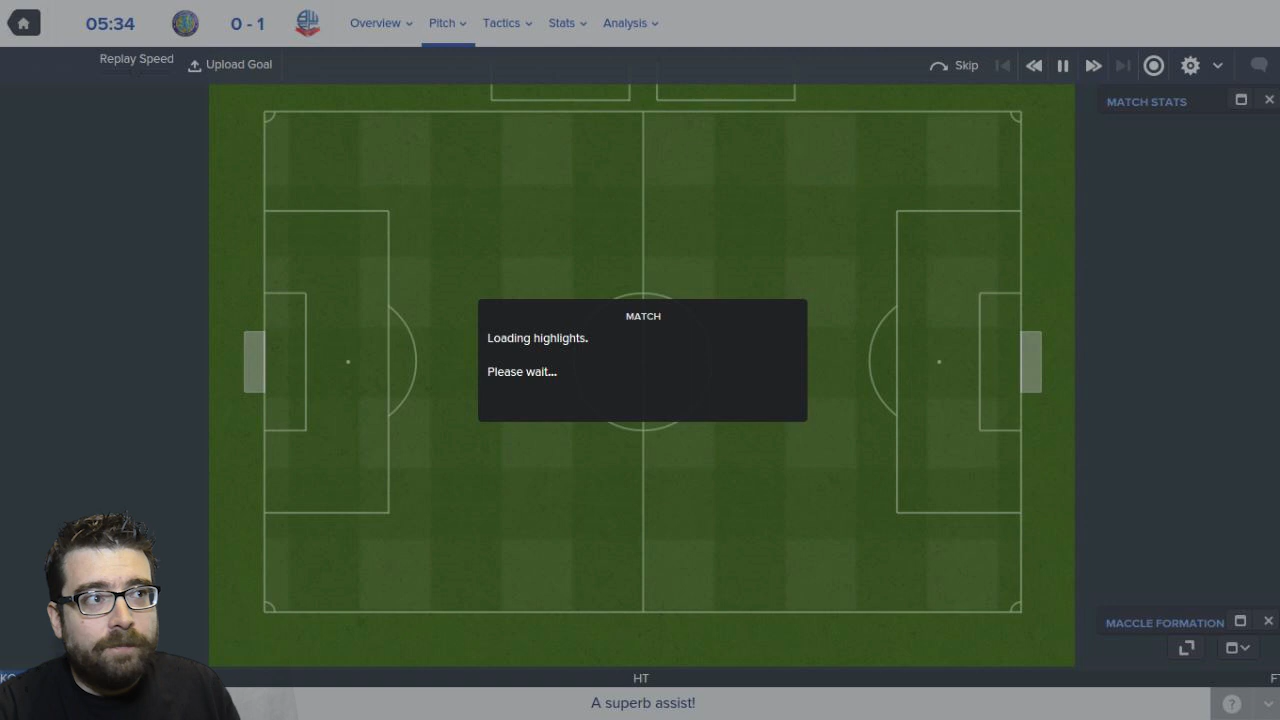 05:34
0 - 1
Overview
Pitch
Tactics
Stats
Analysis
Replay Speed
Upload Goal
Skip
MATCH STATS
MATCH
Loading highlights.
Please wait...
MACCLE FORMATION
HT
A superb assist!
?